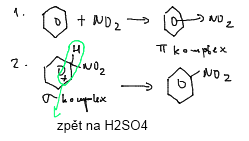 1. + NO2 → → NO2
π komplex
2. H NO2 + → NO2
σ komplex
zpět na H2SO4